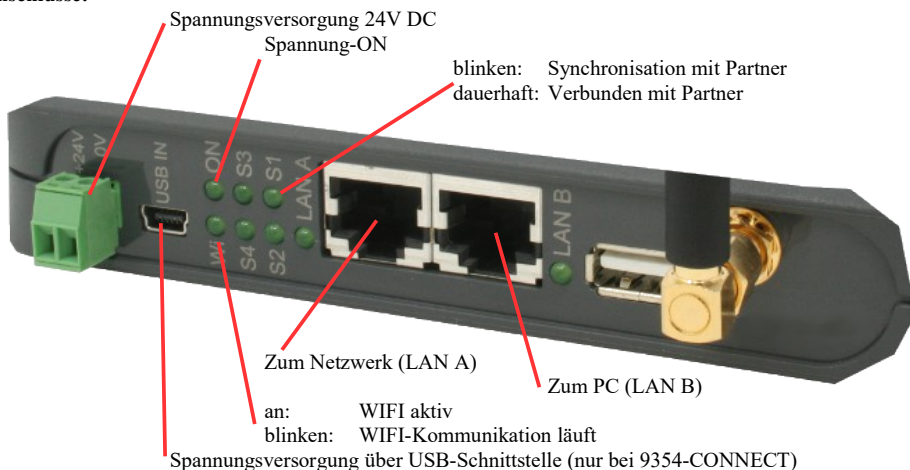 Spannungsversorgung 24V DC
Spannung-ON
blinken: Synchronisation mit Partner
dauerhaft: Verbunden mit Partner
+24V
0V
USB IN
ON
S3
S1
LAN A
WI
S4
S2
LAN B
Zum Netzwerk (LAN A)
Zum PC (LAN B)
an: WIFI aktiv
blinken: WIFI-Kommunikation läuft
Spannungsversorgung über USB-Schnittstelle (nur bei 9354-CONNECT)